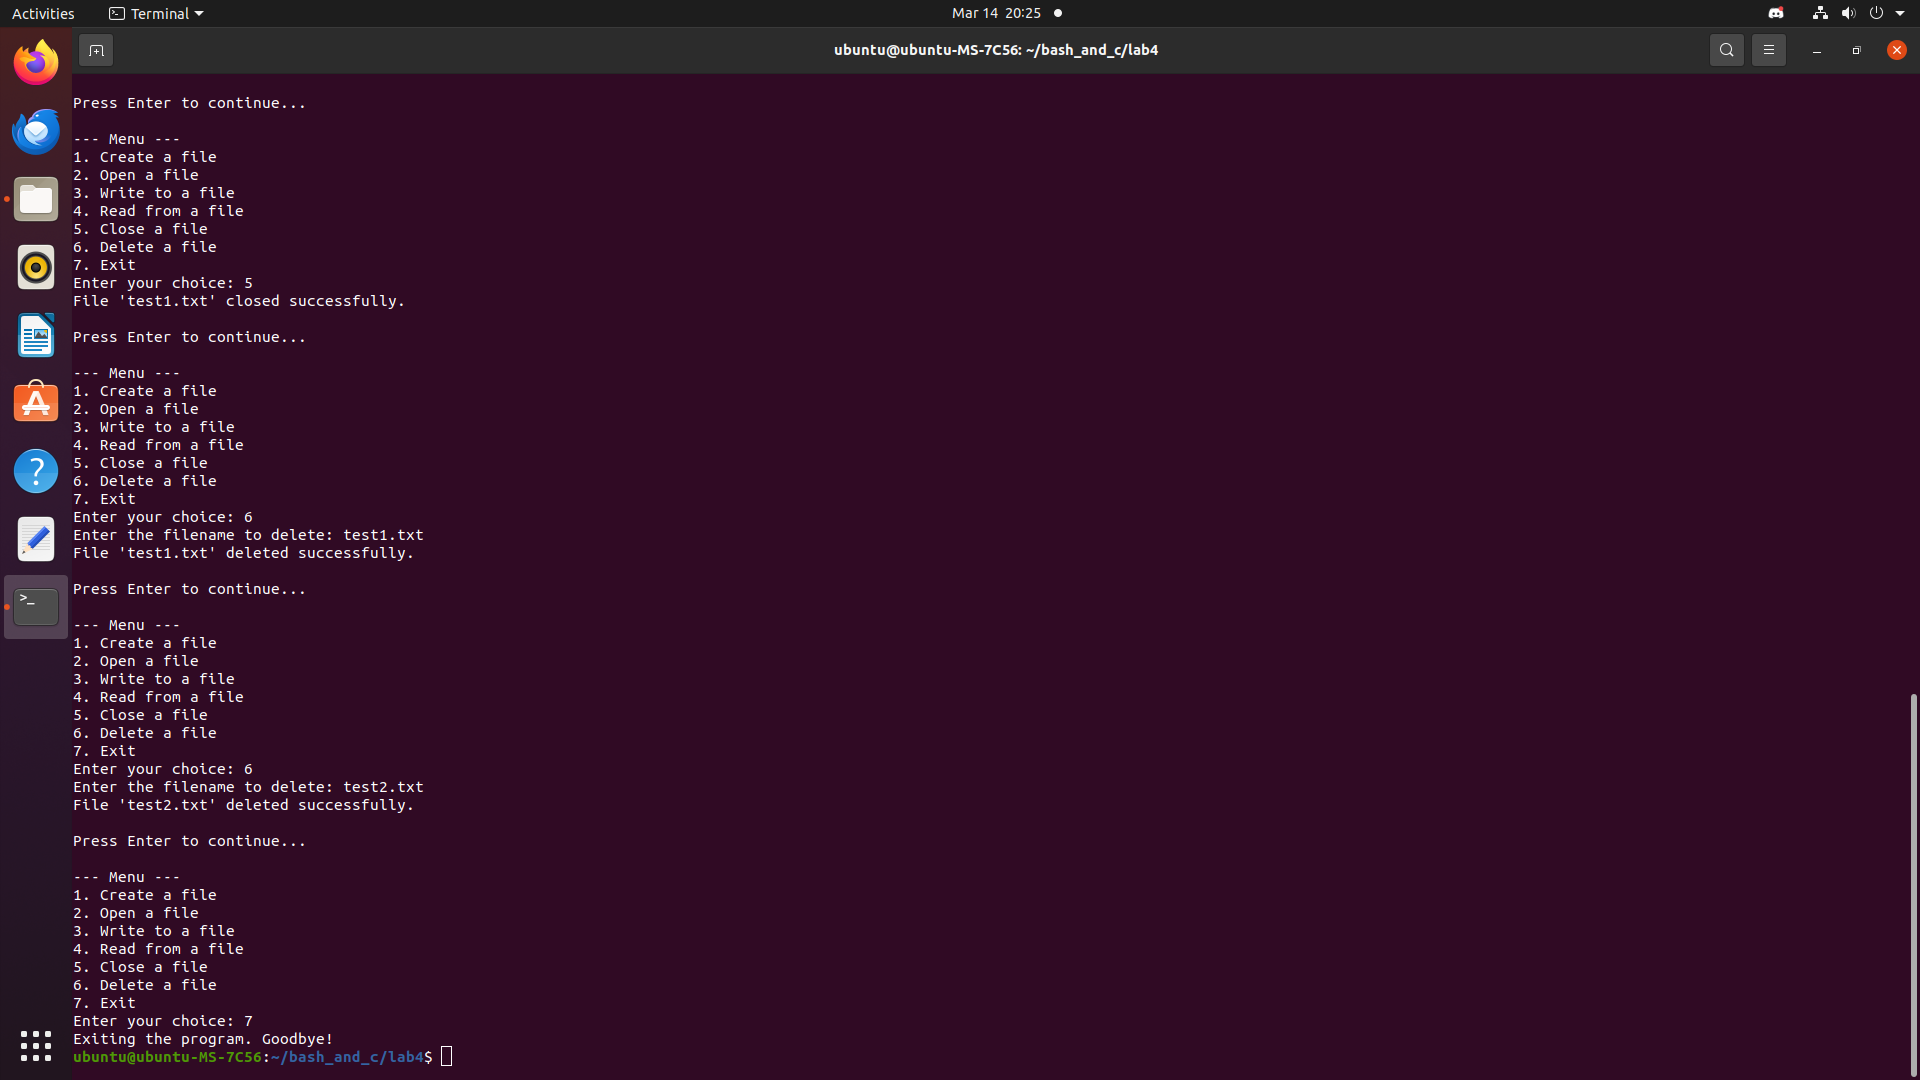 Activities
Terminal
Mar 14 20:25
ubuntu@ubuntu-MS-7C56: ~/bash_and_c/lab4
Press Enter to continue...
--- Menu ---
1. Create a file
2. Open a file
3. Write to a file
4. Read from a file
5. Close a file
6. Delete a file
7. Exit
Enter your choice: 5
File 'test1.txt' closed successfully.
Press Enter to continue...
--- Menu ---
1. Create a file
2. Open a file
3. Write to a file
4. Read from a file
5. Close a file
6. Delete a file
7. Exit
Enter your choice: 6
Enter the filename to delete: test1.txt
File 'test1.txt' deleted successfully.
Press Enter to continue...
--- Menu ---
1. Create a file
2. Open a file
3. Write to a file
4. Read from a file
5. Close a file
6. Delete a file
7. Exit
Enter your choice: 6
Enter the filename to delete: test2.txt
File 'test2.txt' deleted successfully.
Press Enter to continue...
--- Menu ---
1. Create a file
2. Open a file
3. Write to a file
4. Read from a file
5. Close a file
6. Delete a file
7. Exit
Enter your choice: 7
Exiting the program. Goodbye!
ubuntu@ubuntu-MS-7C56:~/bash_and_c/lab4$